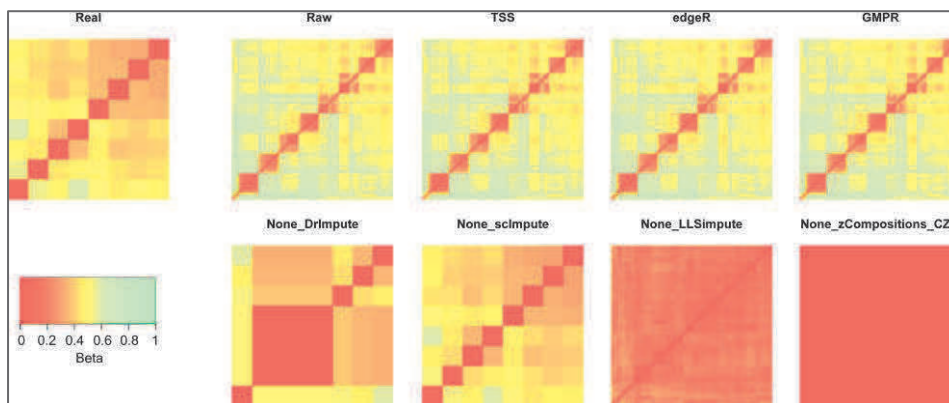 Real Raw TSS edgeR GMPR
None_DrImpute None_scImpute None_LLSimpute None_zCompositions_CZ
0 0.2 0.4 0.6 0.8 1
Beta